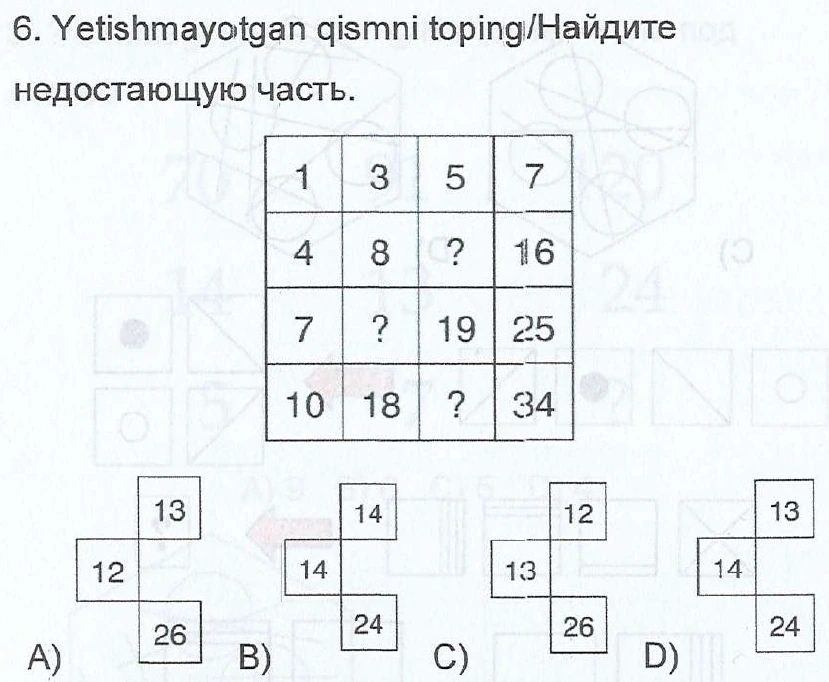 6. Yetishmayotgan qismni toping/Найдите
недостающую часть.
1 3 5 7
4 8 ? 16
7 ? 19 25
10 18 ? 34
A) 12 13 26
B) 14 14 24
C) 13 12 26
D) 14 13 24